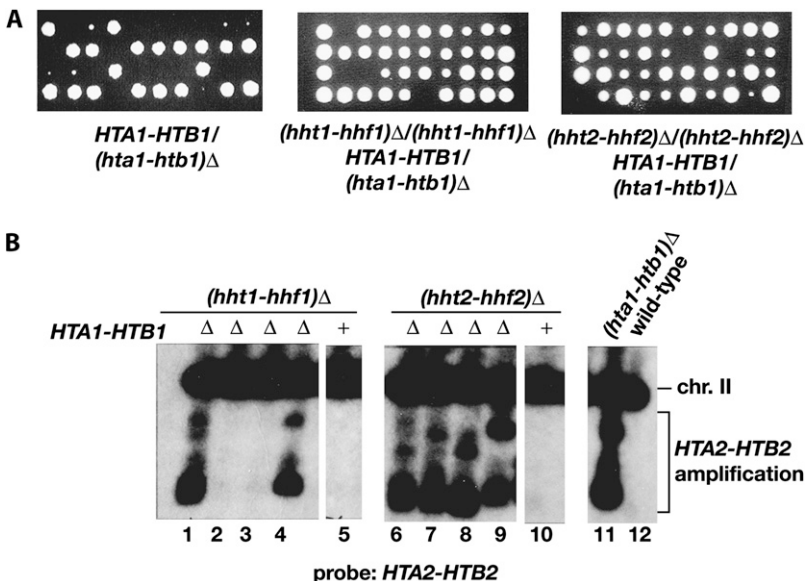 A
HTA1-HTB1/
(hta1-htb1)Δ
(hht1-hhf1)Δ/(hht1-hhf1)Δ
HTA1-HTB1/
(hta1-htb1)Δ
(hht2-hhf2)Δ/(hht2-hhf2)Δ
HTA1-HTB1/
(hta1-htb1)Δ
B
(hht1-hhf1)Δ
(hht2-hhf2)Δ
(hta1-htb1)Δ
wild-type
HTA1-HTB1 Δ Δ Δ Δ + Δ Δ Δ Δ +
chr. II
HTA2-HTB2
amplification
1 2 3 4 5 6 7 8 9 10 11 12
probe: HTA2-HTB2